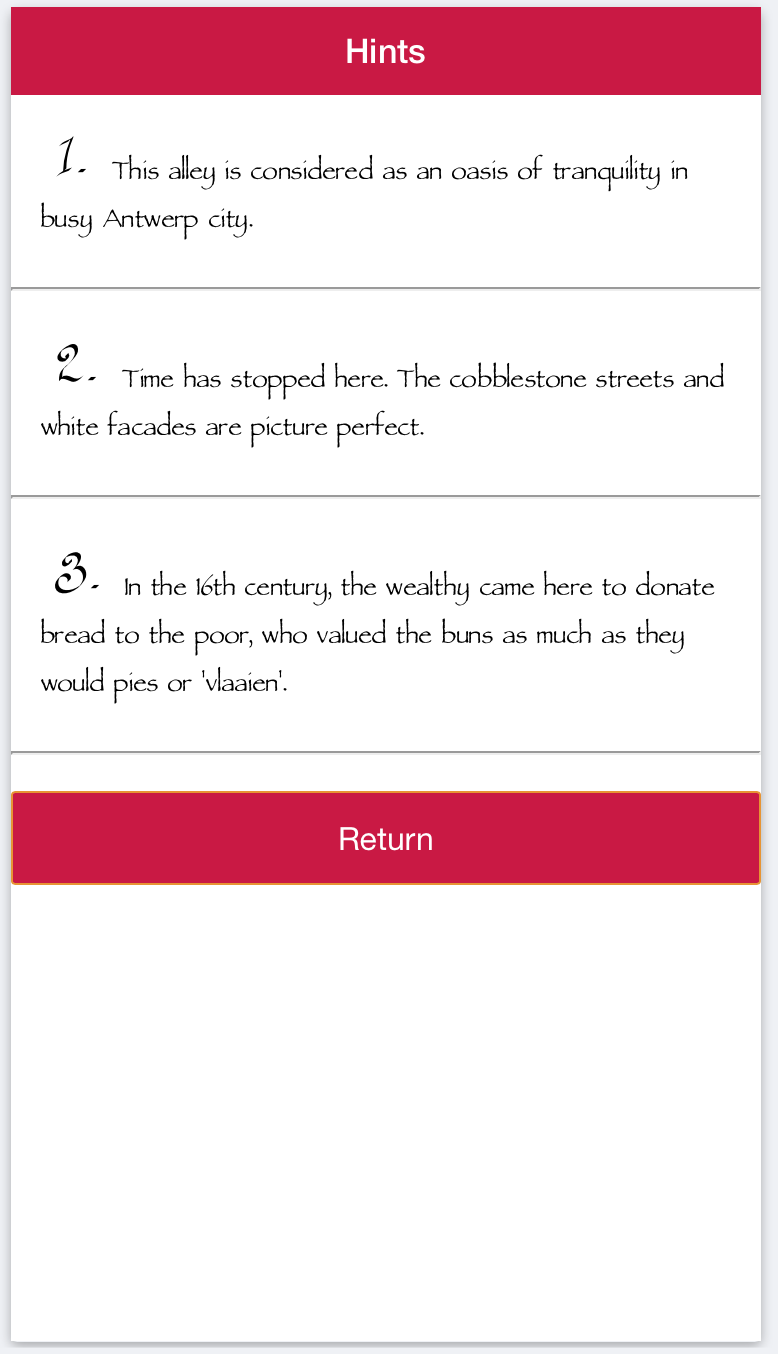 Hints
1. This alley is considered as an oasis of tranquility in
busy Antwerp city.
2. Time has stopped here. The cobblestone streets and
white facades are picture perfect.
3. In the 16th century, the wealthy came here to donate
bread to the poor, who valued the buns as much as they
would pies or 'vlaaien'.
Return